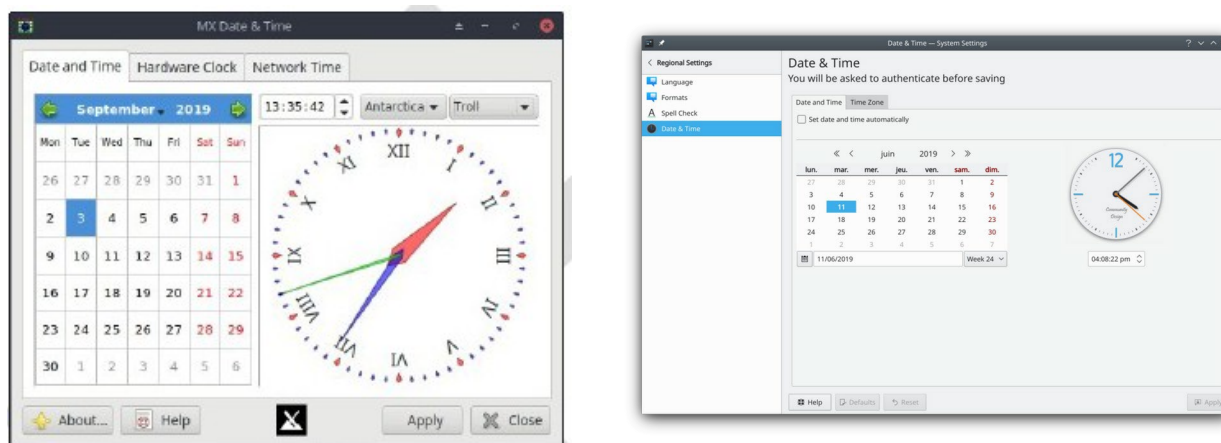 MX Date & Time
Date and Time Hardware Clock Network Time
September 2019
13:35:42 Antarctica Troll
Mon Tue Wed Thu Fri Sat Sun
26 27 28 29 30 31 1
2 3 4 5 6 7 8
9 10 11 12 13 14 15
16 17 18 19 20 21 22
23 24 25 26 27 28 29
30 1 2 3 4 5 6
XII
I
II
III
IV
V
VI
VII
VIII
IX
X
XI
About... Help Apply Close
Date & Time — System Settings
Regional Settings
Language
Formats
Spell Check
Date & Time
Date & Time
You will be asked to authenticate before saving
Date and Time Time Zone
Set date and time automatically
juin 2019
lun. mar. mer. jeu. ven. sam. dim.
27 28 29 30 31 1 2
3 4 5 6 7 8 9
10 11 12 13 14 15 16
17 18 19 20 21 22 23
24 25 26 27 28 29 30
1 2 3 4 5 6 7
11/06/2019 Week 24
12
Community
Design
04:08:22 pm
Help Defaults Reset Apply